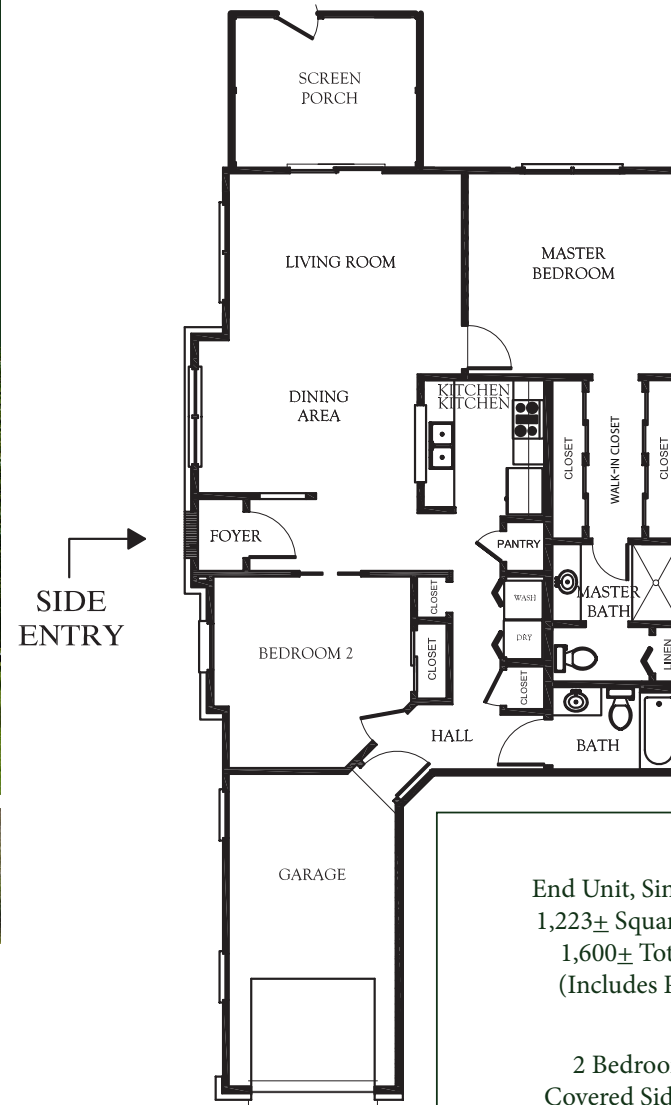 SCREEN
PORCH
LIVING ROOM
MASTER
BEDROOM
DINING
AREA
KITCHEN
KITCHEN
CLOSET
WALK-IN CLOSET
CLOSET
FOYER
PANTRY
SIDE
ENTRY
CLOSET
WASH
MASTER
BATH
DRY
BEDROOM 2
CLOSET
LINEN
CLOSET
HALL
BATH
GARAGE
End Unit, Sin
1,223± Squar
1,600± Tot
(Includes
2 Bedroo
Covered Sid